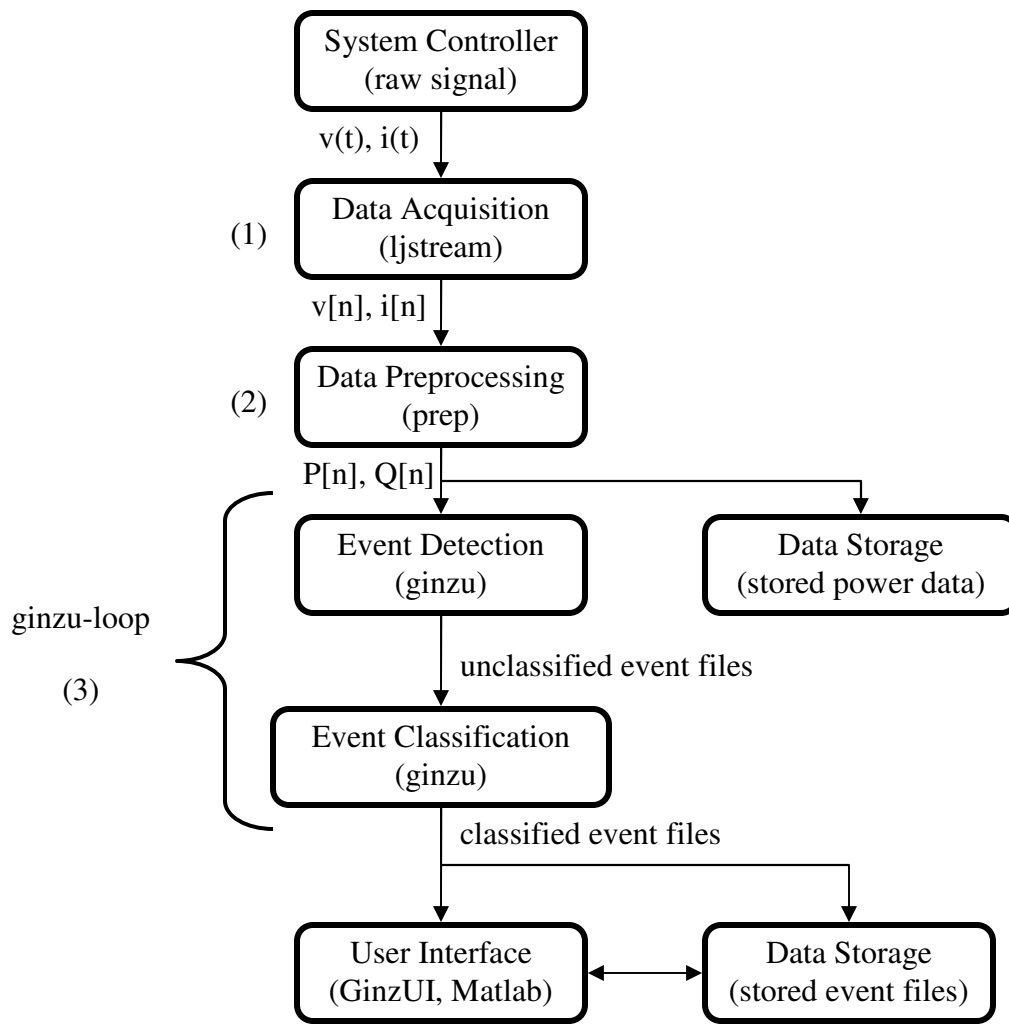 System Controller
(raw signal)
v(t), i(t)
Data Acquisition
(ljstream)
(1)
v[n], i[n]
Data Preprocessing
(prep)
(2)
P[n], Q[n]
Event Detection
(ginzu)
Data Storage
(stored power data)
ginzu-loop
(3)
unclassified event files
Event Classification
(ginzu)
classified event files
User Interface
(GinzUI, Matlab)
Data Storage
(stored event files)